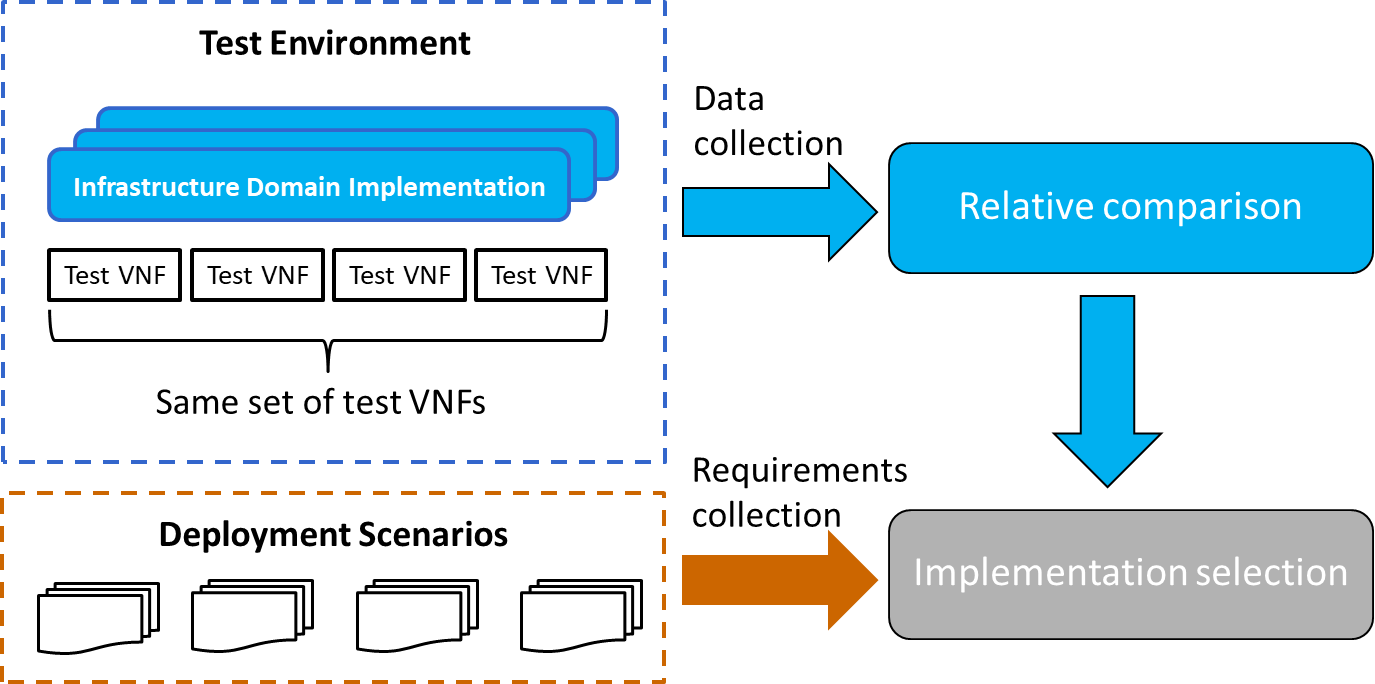 Test Environment
Infrastructure Domain Implementation
Test VNF Test VNF Test VNF Test VNF
Same set of test VNFs
Data
collection
Relative comparison
Requirements
collection
Deployment Scenarios
Implementation selection